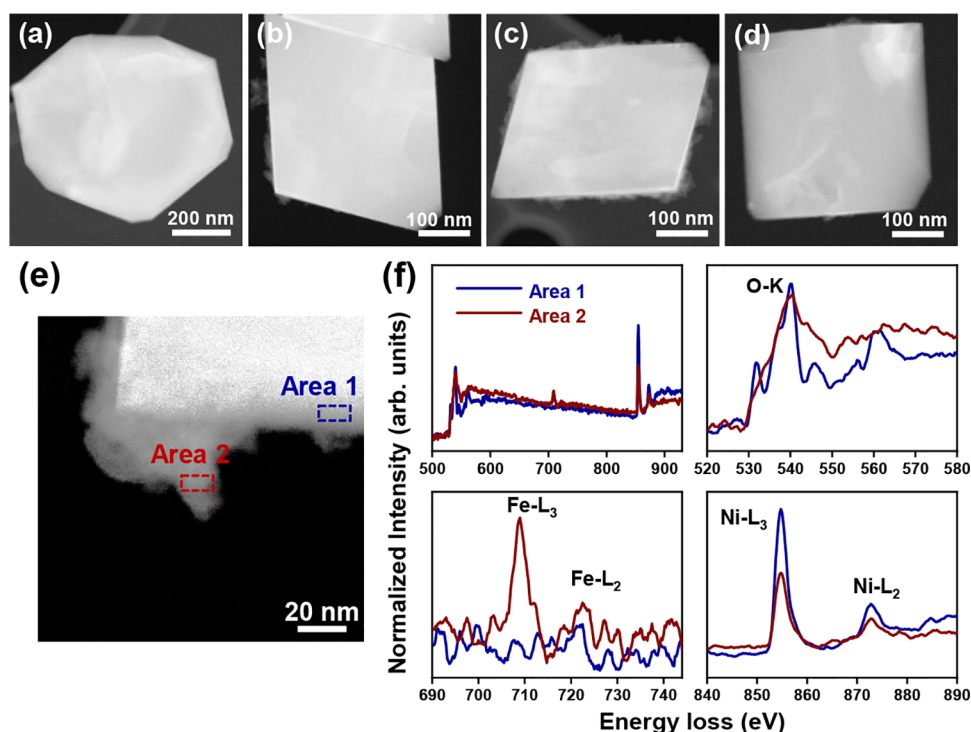 (a)
200 nm
(b)
100 nm
(c)
100 nm
(d)
100 nm
(e)
Area 1
Area 2
20 nm
(f)
Normalized Intensity (arb. units)
Area 1
Area 2
500 600 700 800 900
O-K
520 530 540 550 560 570 580
Fe-L3
Fe-L2
690 700 710 720 730 740
Ni-L3
Ni-L2
840 850 860 870 880 890
Energy loss (eV)